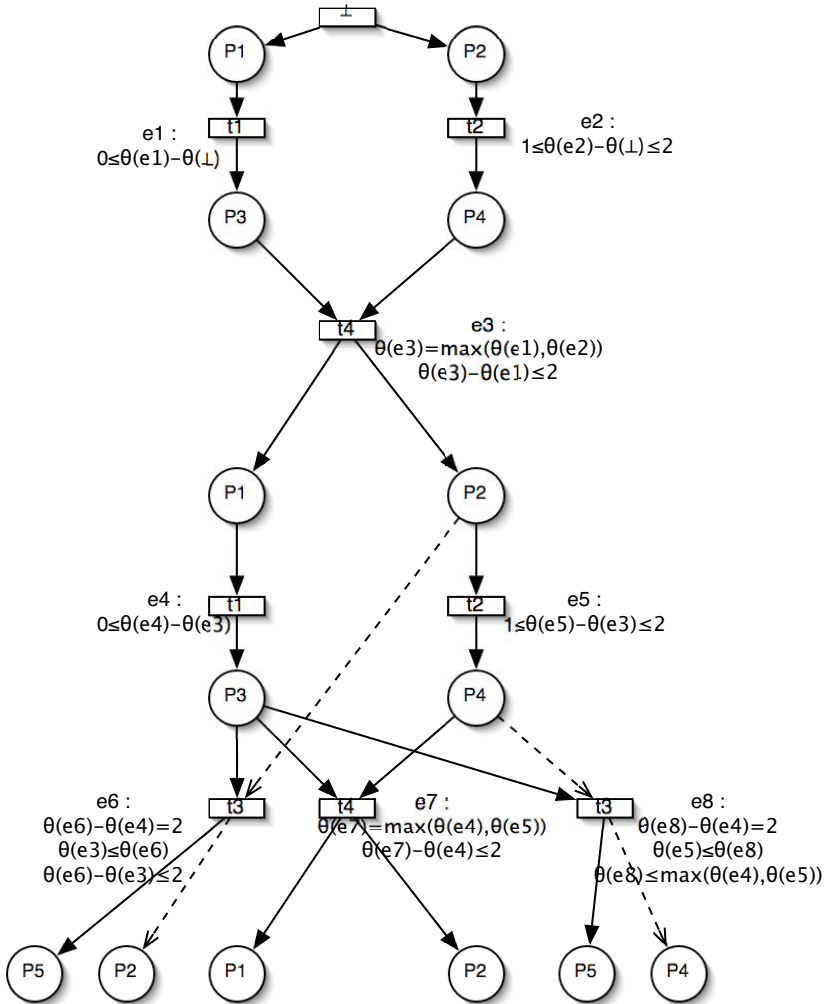 ⊥
P1
P2
t1
t2
e1 :
0≤θ(e1)−θ(⊥)
e2 :
1≤θ(e2)−θ(⊥)≤2
P3
P4
t4
e3 :
θ(e3)=max(θ(e1),θ(e2))
θ(e3)−θ(e1)≤2
P1
P2
e4 :
0≤θ(e4)−θ(e3)
t1
t2
e5 :
1≤θ(e5)−θ(e3)≤2
P3
P4
e6 :
θ(e6)−θ(e4)=2
θ(e3)≤θ(e6)
θ(e6)−θ(e3)≤2
t3
t4
e7 :
θ(e7)=max(θ(e4),θ(e5))
θ(e7)−θ(e4)≤2
t3
e8 :
θ(e8)−θ(e4)=2
θ(e5)≤θ(e8)
θ(e8)≤max(θ(e4),θ(e5))
P5
P2
P1
P2
P5
P4